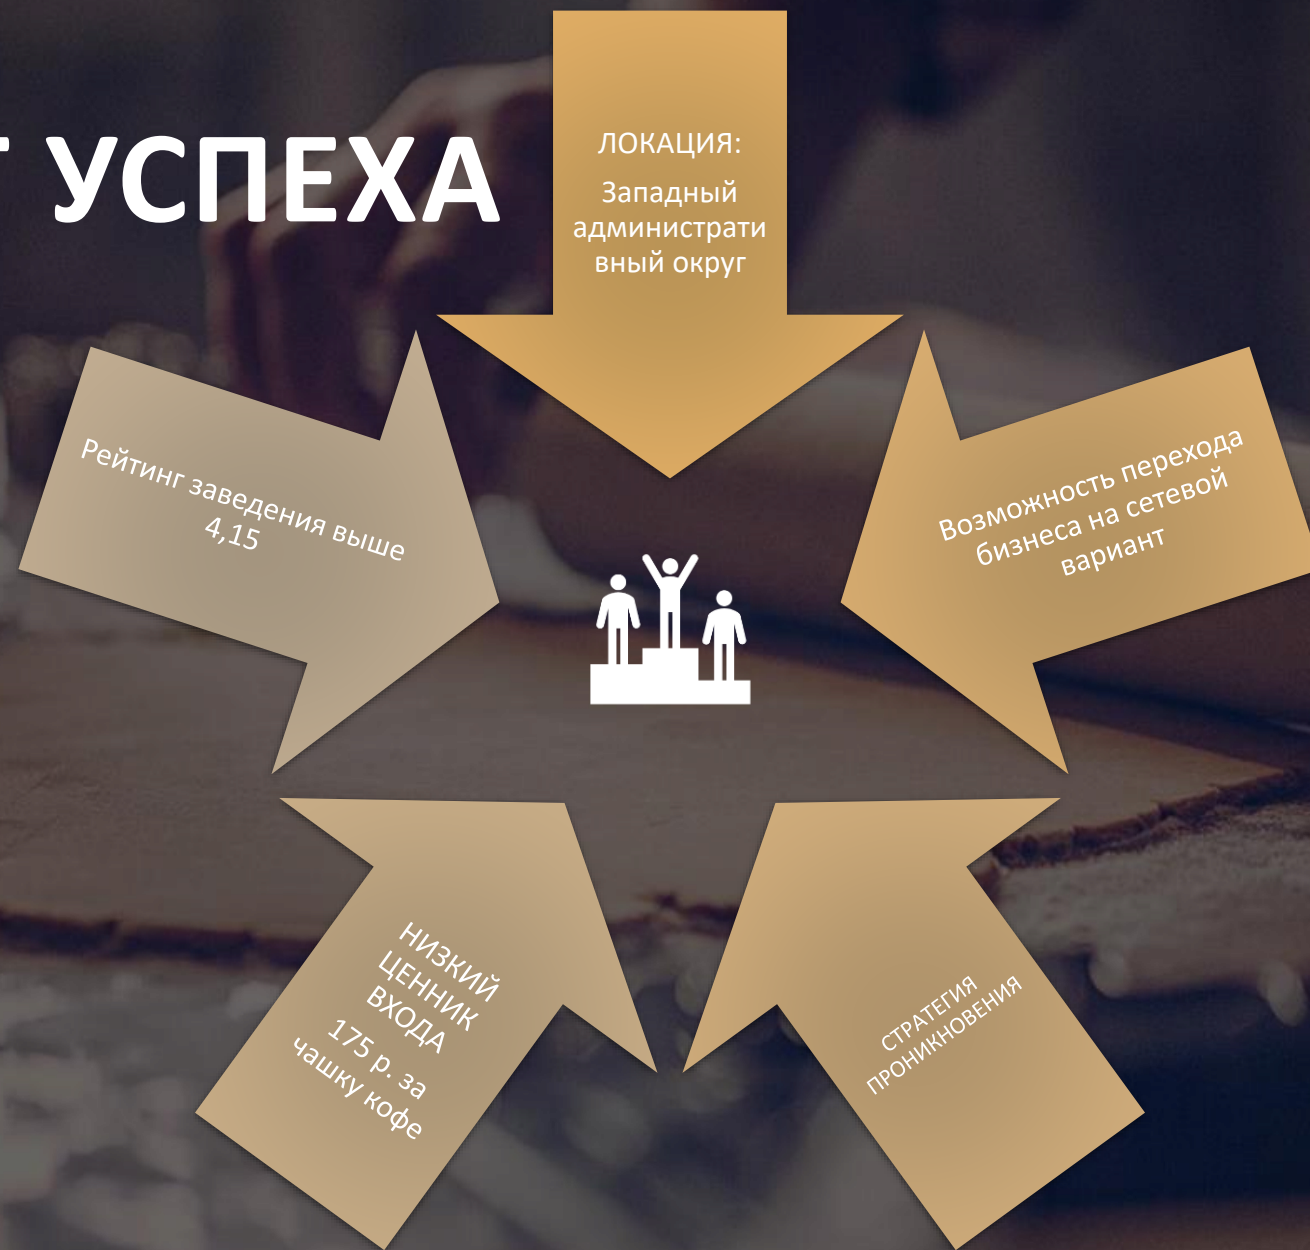 УСПЕХА
ЛОКАЦИЯ:
Западный
администрати
вный округ
Возможность перехода
бизнеса на сетевой
вариант
СТРАТЕГИЯ
ПРОНИКНОВЕНИЯ
НИЗКИЙ
ЦЕННИК
ВХОДА
175 р. за
чашку кофе
Рейтинг заведения выше
4,15